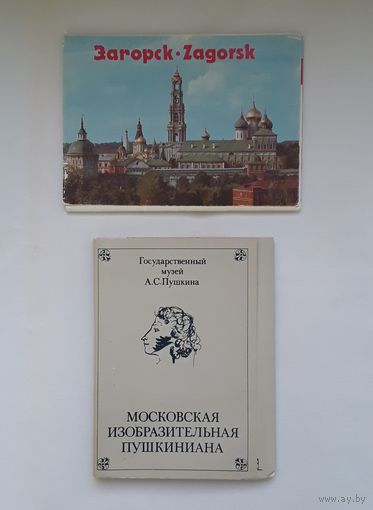 Загорск · Zagorsk
Государственный
музей
А.С.Пушкина
МОСКОВСКАЯ
ИЗОБРАЗИТЕЛЬНАЯ
ПУШКИНИАНА
www.ay.by